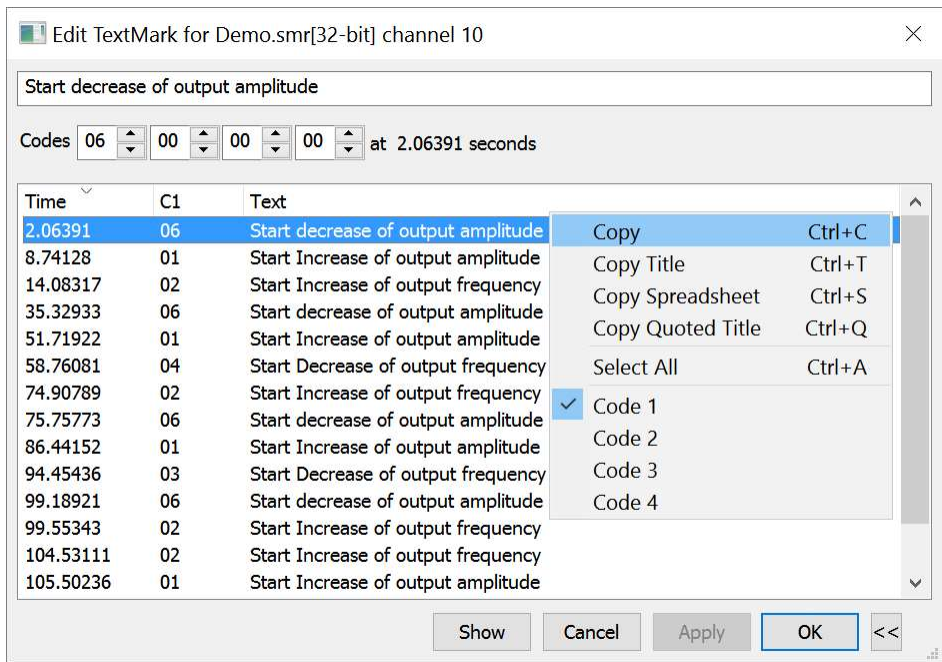 Edit TextMark for Demo.smr[32-bit] channel 10
Start decrease of output amplitude
Codes 06 00 00 00 at 2.06391 seconds
Time C1 Text
2.06391 06 Start decrease of output amplitude
8.74128 01 Start Increase of output amplitude
14.08317 02 Start Increase of output frequency
35.32933 06 Start decrease of output amplitude
51.71922 01 Start Increase of output amplitude
58.76081 04 Start Decrease of output frequency
74.90789 02 Start Increase of output frequency
75.75773 06 Start decrease of output amplitude
86.44152 01 Start Increase of output amplitude
94.45436 03 Start Decrease of output frequency
99.18921 06 Start decrease of output amplitude
99.55343 02 Start Increase of output frequency
104.53111 02 Start Increase of output frequency
105.50236 01 Start Increase of output amplitude
Copy Ctrl+C
Copy Title Ctrl+T
Copy Spreadsheet Ctrl+S
Copy Quoted Title Ctrl+Q
Select All Ctrl+A
Code 1
Code 2
Code 3
Code 4
Show Cancel Apply OK <<